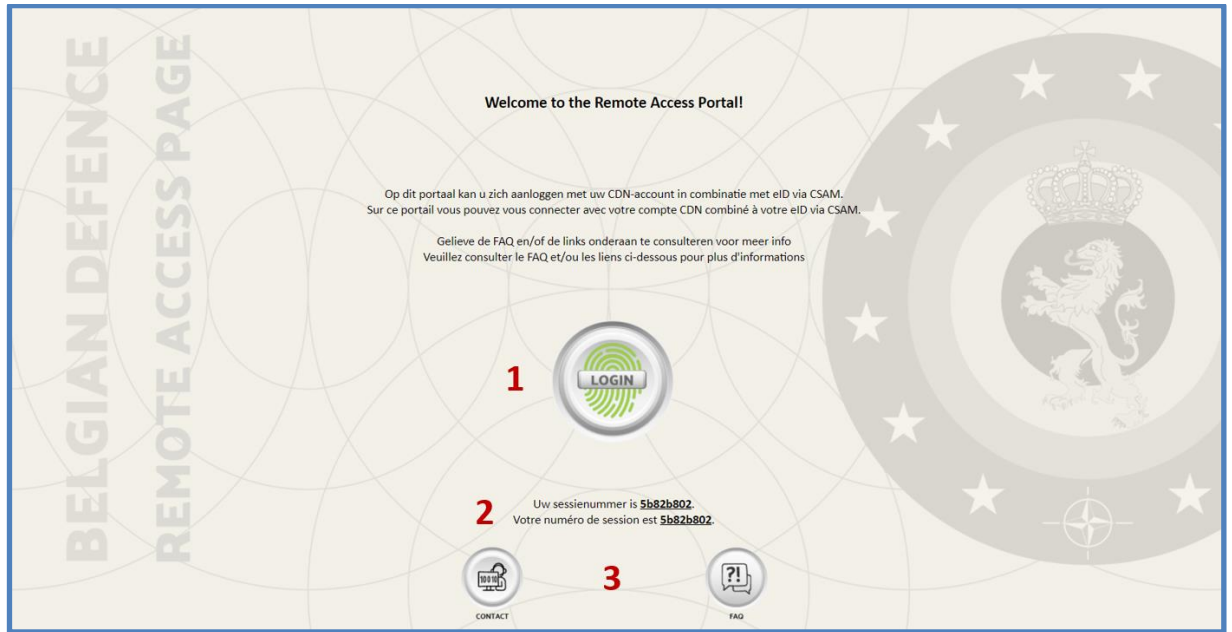 BELGIAN DEFENCE
REMOTE ACCESS PAGE
Welcome to the Remote Access Portal!
Op dit portaal kan u zich aanloggen met uw CDN-account in combinatie met eID via CSAM.
Sur ce portail vous pouvez vous connecter avec votre compte CDN combiné à votre eID via CSAM.
Gelieve de FAQ en/of de links onderaan te consulteren voor meer info
Veuillez consulter le FAQ et/ou les liens ci-dessous pour plus d'informations
1
LOGIN
2
Uw sessienummer is 5b82b802.
Votre numéro de session est 5b82b802.
10010
3
?!
CONTACT
FAQ